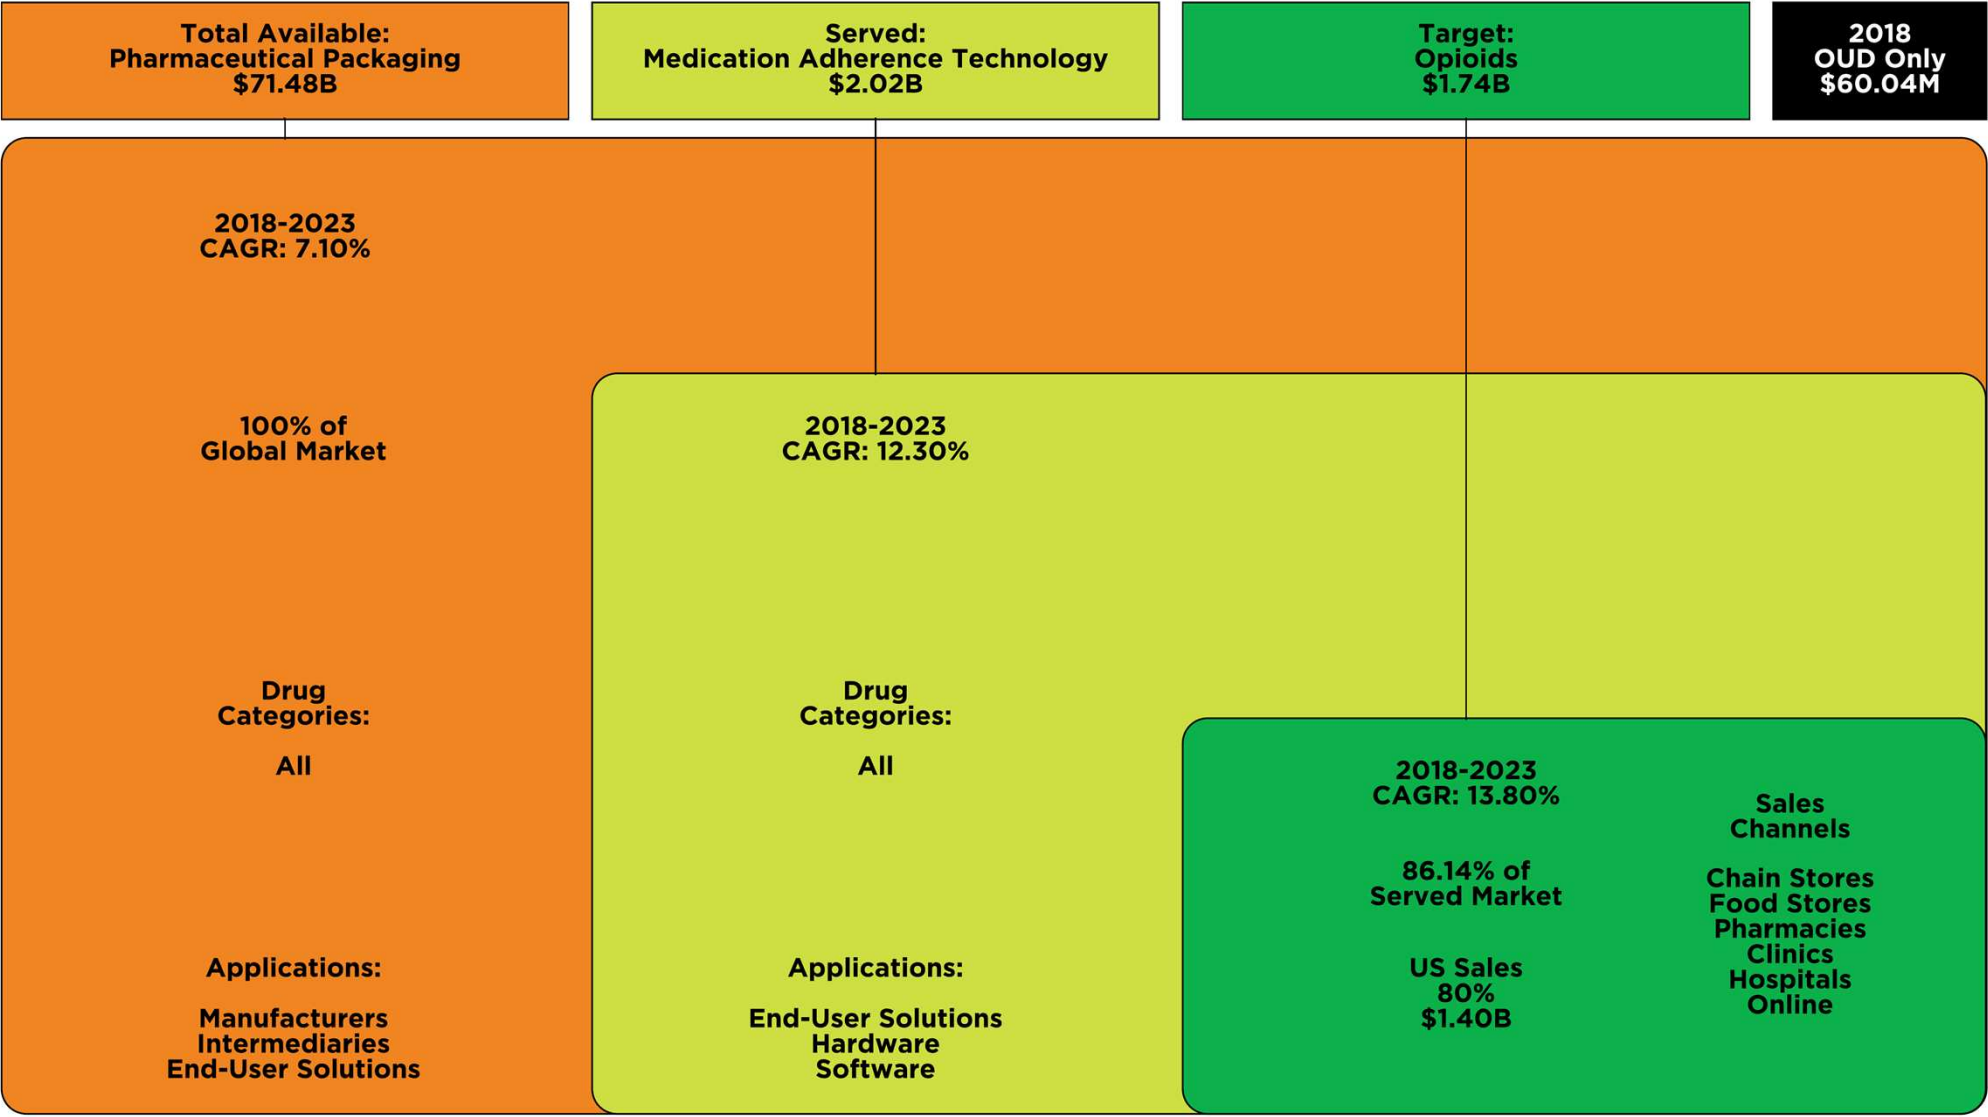 Total Available:
Pharmaceutical Packaging
$71.48B
Served:
Medication Adherence Technology
$2.02B
Target:
Opioids
$1.74B
2018
OUD Only
$60.04M
2018-2023
CAGR: 7.10%
100% of
Global Market
Drug
Categories:
All
Applications:
Manufacturers
Intermediaries
End-User Solutions
2018-2023
CAGR: 12.30%
Drug
Categories:
All
Applications:
End-User Solutions
Hardware
Software
2018-2023
CAGR: 13.80%
86.14% of
Served Market
US Sales
80%
$1.40B
Sales
Channels
Chain Stores
Food Stores
Pharmacies
Clinics
Hospitals
Online